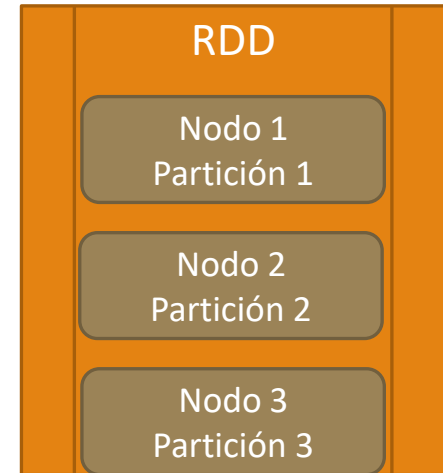 RDD
Nodo 1
Partición 1
Nodo 2
Partición 2
Nodo 3
Partición 3